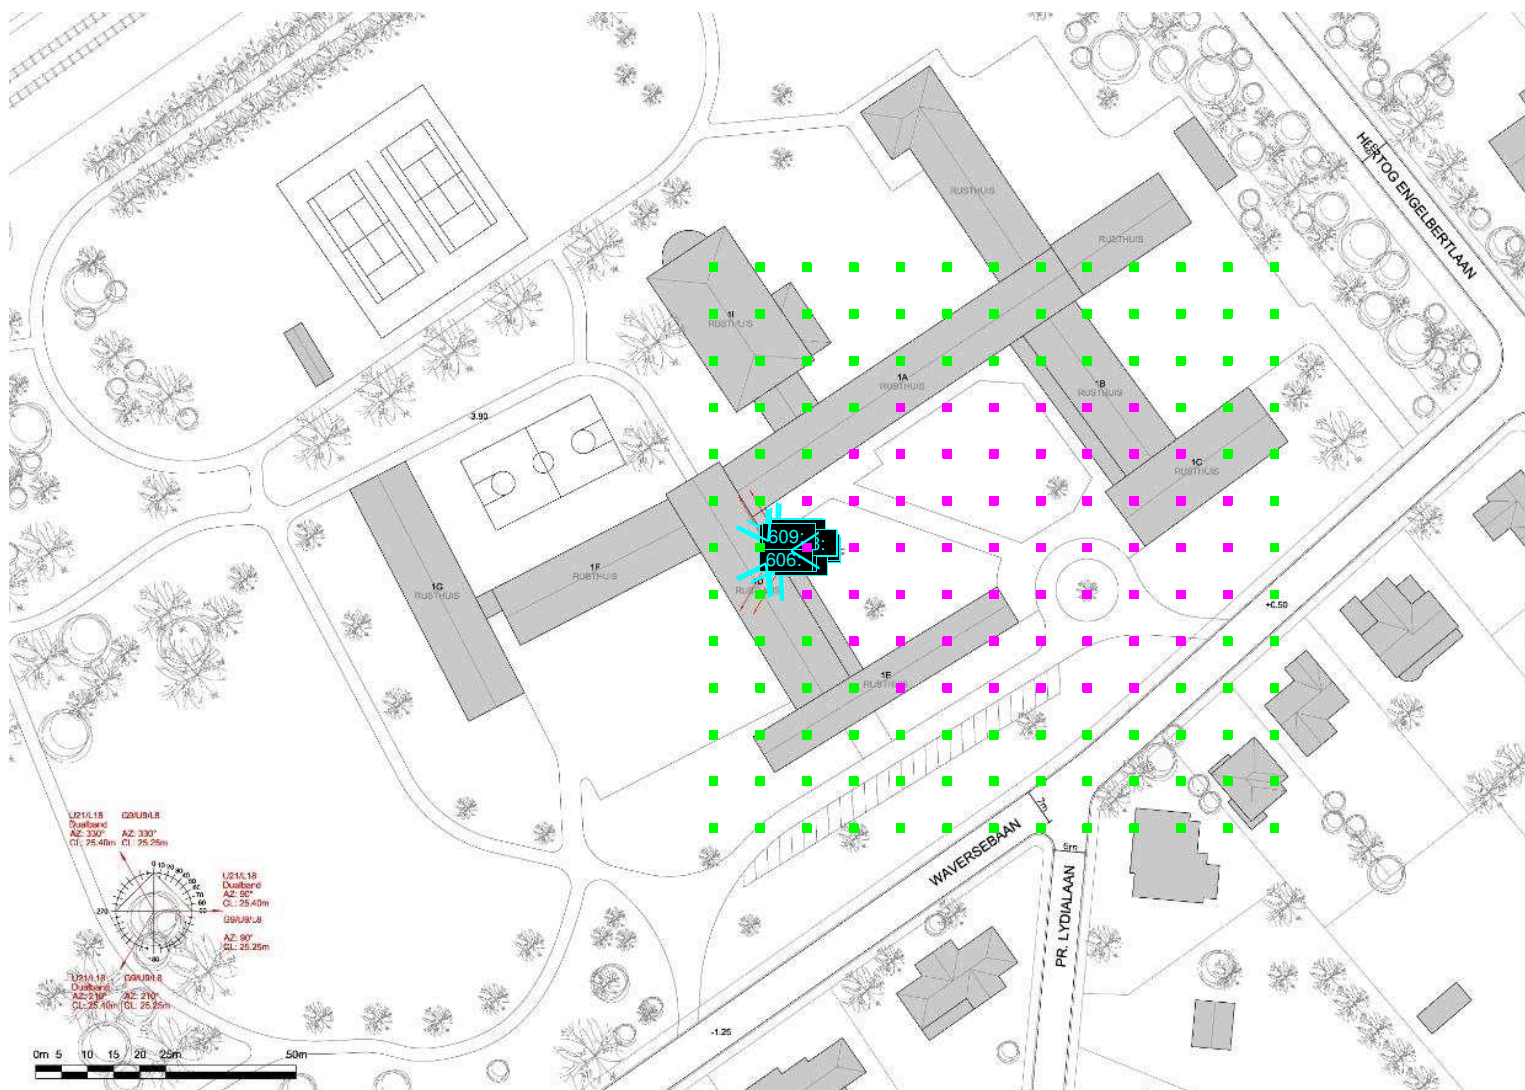 HERTOG ENGELBERTLAAN
RUSTHUIS
RUSTHUIS
1I
RUSTHUIS
1A
RUSTHUIS
1B
RUSTHUIS
3.90
1C
RUSTHUIS
609:
606:
1F
RUSTHUIS
1G
RUSTHUIS
1D
+0.50
1E
RUSTHUIS
7m
WAVERSEBAAN
PR. LYDIALAAN
-1.25
U21/L18
Dualband
AZ: 330°
CL: 25.40m
G9/U9/L8
AZ: 330°
CL: 25.25m
U21/L18
Dualband
AZ: 90°
CL: 25.40m
G9/U9/L8
AZ: 90°
CL: 25.25m
U21/L18
Dualband
AZ: 210°
CL: 25.40m
G9/U9/L8
AZ: 210°
CL: 25.25m
0m 5 10 15 20 25m 50m